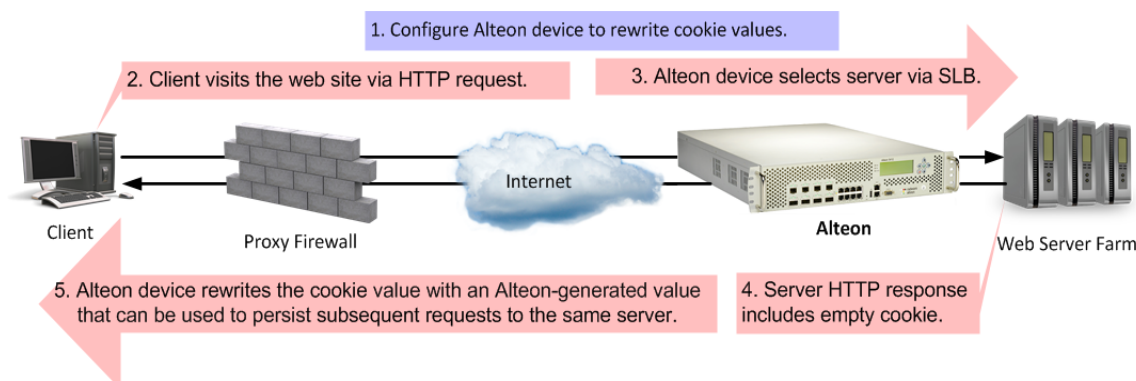 1. Configure Alteon device to rewrite cookie values.
2. Client visits the web site via HTTP request.
3. Alteon device selects server via SLB.
Internet
Client
Proxy Firewall
Alteon
Web Server Farm
5. Alteon device rewrites the cookie value with an Alteon-generated value
that can be used to persist subsequent requests to the same server.
4. Server HTTP response
includes empty cookie.